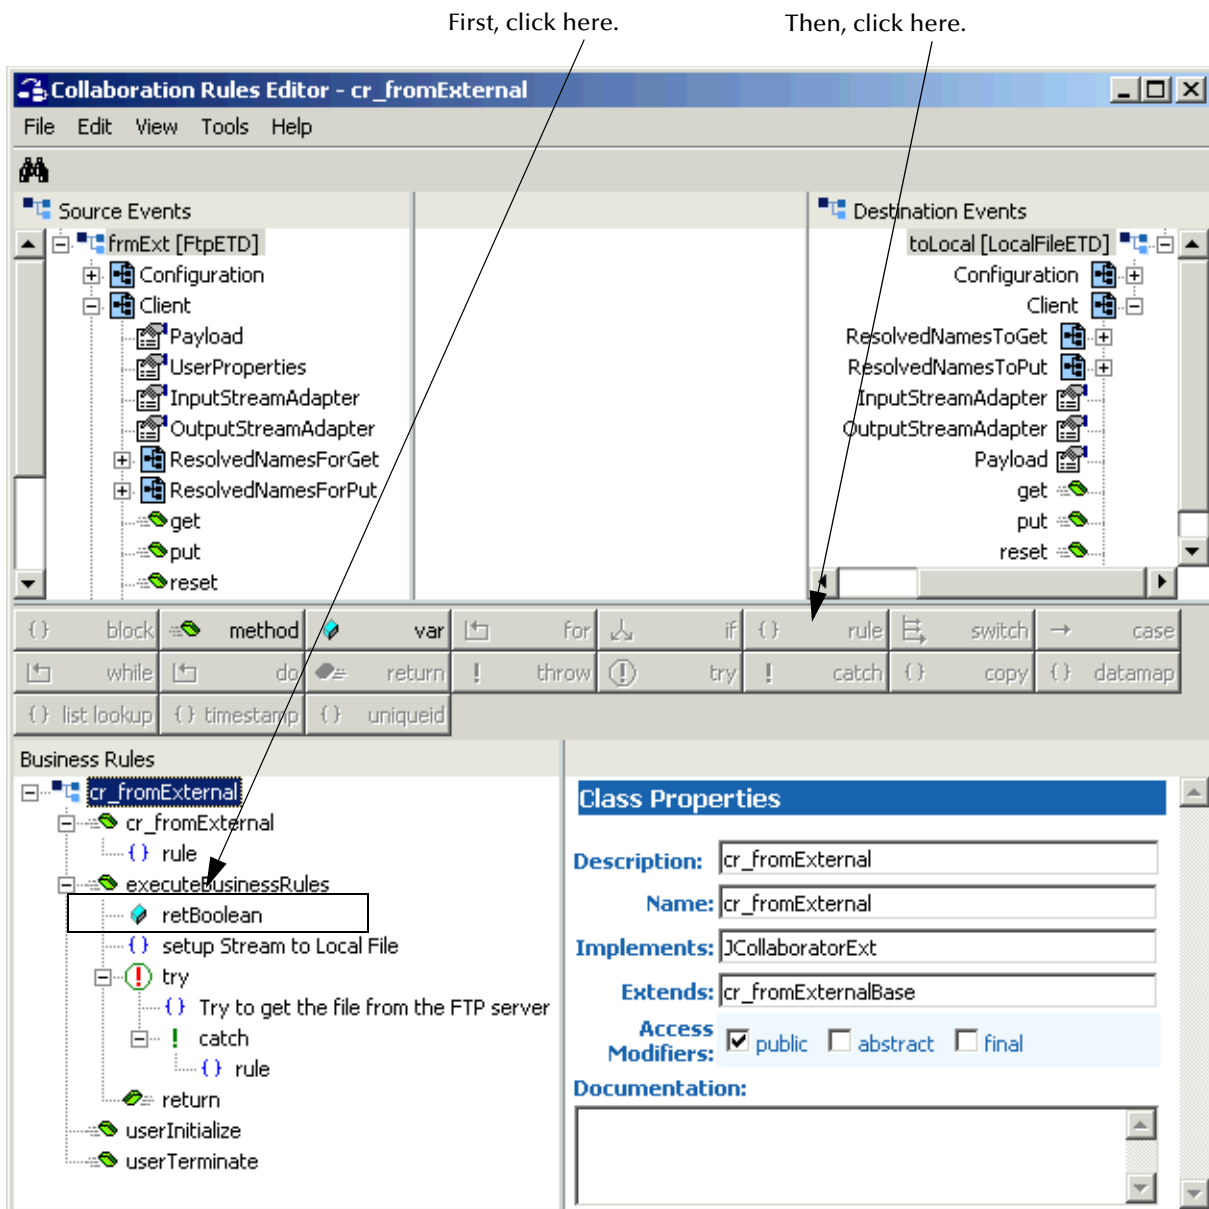 First, click here.
Then, click here.
Collaboration Rules Editor - cr_fromExternal
File Edit View Tools Help
Source Events
frmExt [FtpETD]
Configuration
Client
Payload
UserProperties
InputStreamAdapter
OutputStreamAdapter
ResolvedNamesForGet
ResolvedNamesForPut
get
put
reset
Destination Events
toLocal [LocalFileETD]
Configuration
Client
ResolvedNamesToGet
ResolvedNamesToPut
InputStreamAdapter
OutputStreamAdapter
Payload
get
put
reset
{} block method var for if {} rule switch case
while do return ! throw try ! catch {} copy {} datamap
{} list lookup {} timestamp {} uniqueid
Business Rules
cr_fromExternal
cr_fromExternal
{} rule
executeBusinessRules
retBoolean
{} setup Stream to Local File
try
{} Try to get the file from the FTP server
! catch
{} rule
return
userInitialize
userTerminate
Class Properties
Description: cr_fromExternal
Name: cr_fromExternal
Implements: JCollaboratorExt
Extends: cr_fromExternalBase
Access Modifiers: public abstract final
Documentation: